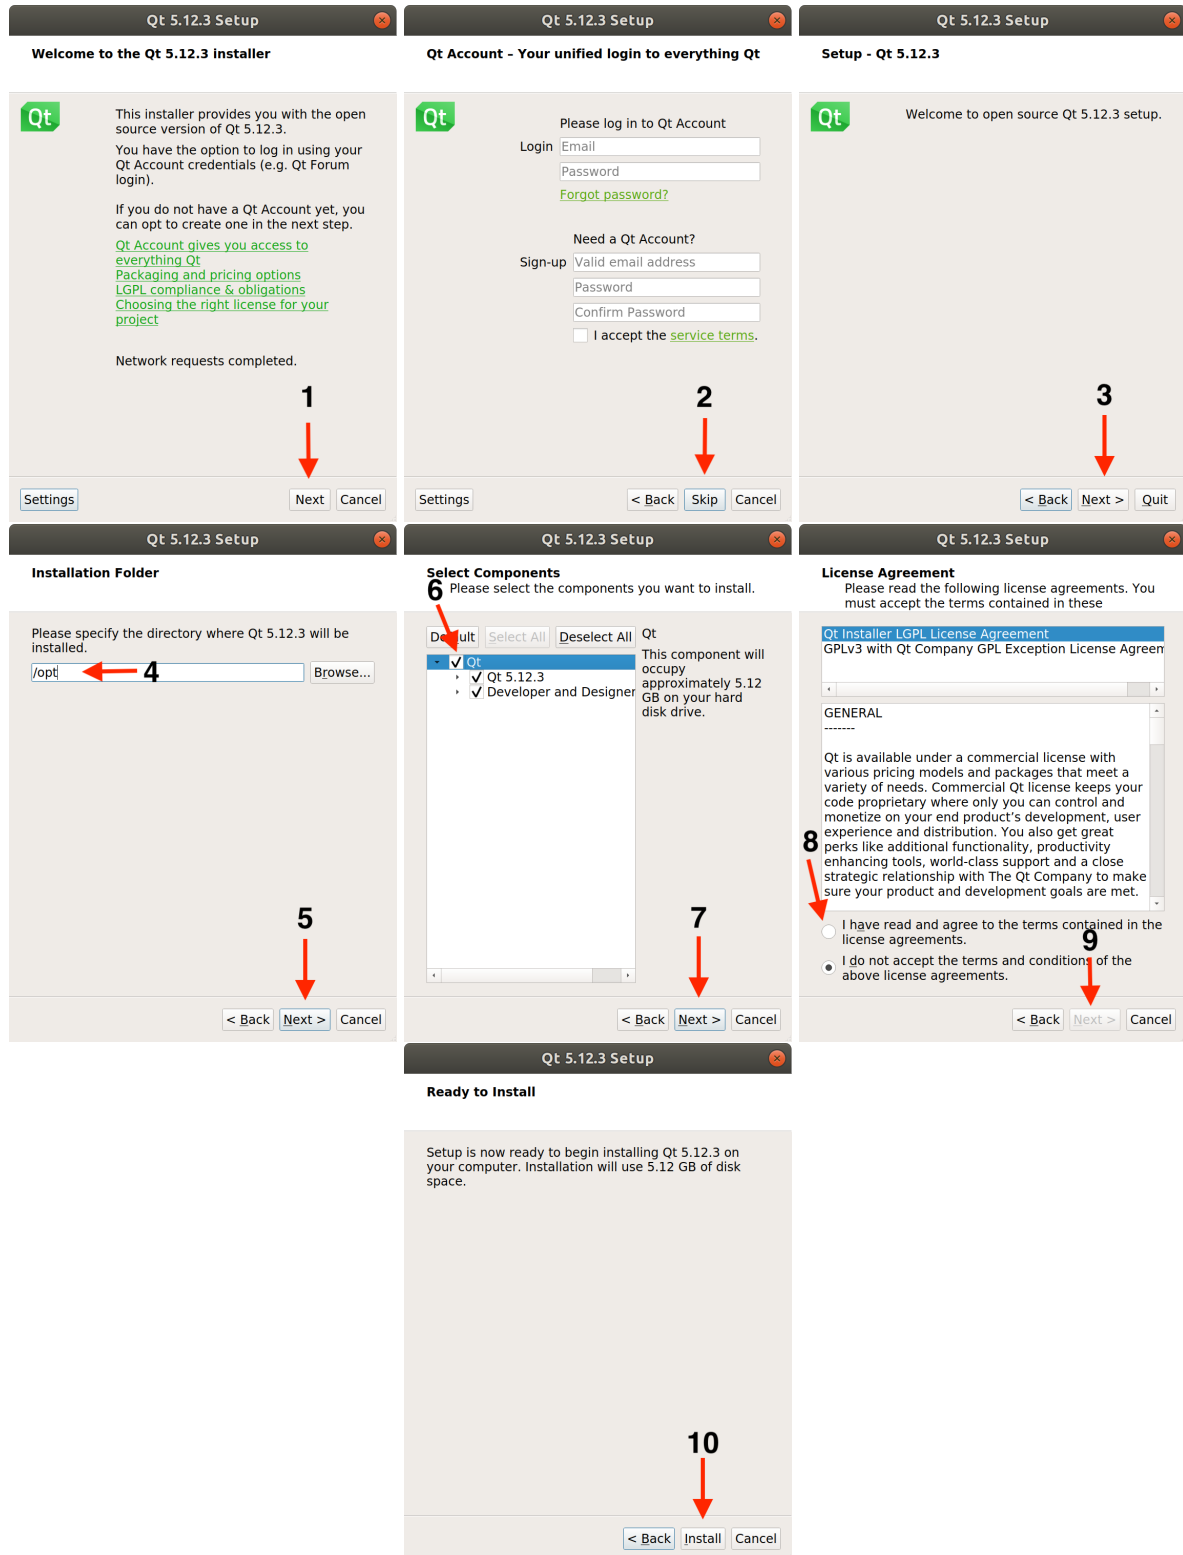 Qt 5.12.3 Setup
Welcome to the Qt 5.12.3 installer
Qt
This installer provides you with the open
source version of Qt 5.12.3.
You have the option to log in using your
Qt Account credentials (e.g. Qt Forum
login).
If you do not have a Qt Account yet, you
can opt to create one in the next step.
Qt Account gives you access to
everything Qt
Packaging and pricing options
LGPL compliance & obligations
Choosing the right license for your
project
Network requests completed.
1
Settings
Next
Cancel
Qt 5.12.3 Setup
Qt Account – Your unified login to everything Qt
Qt
Please log in to Qt Account
Login
Email
Password
Forgot password?
Need a Qt Account?
Sign-up
Valid email address
Password
Confirm Password
I accept the service terms.
2
Settings
< Back
Skip
Cancel
Qt 5.12.3 Setup
Setup - Qt 5.12.3
Qt
Welcome to open source Qt 5.12.3 setup.
3
< Back
Next >
Quit
Qt 5.12.3 Setup
Installation Folder
Please specify the directory where Qt 5.12.3 will be
installed.
/opt
4
Browse...
5
< Back
Next >
Cancel
Qt 5.12.3 Setup
Select Components
6
Please select the components you want to install.
Default
Select All
Deselect All
Qt
Qt 5.12.3
Developer and Designer
Qt
This component will
occupy
approximately 5.12
GB on your hard
disk drive.
7
< Back
Next >
Cancel
Qt 5.12.3 Setup
License Agreement
Please read the following license agreements. You
must accept the terms contained in these
Qt Installer LGPL License Agreement
GPLv3 with Qt Company GPL Exception License Agreem
GENERAL
-------
Qt is available under a commercial license with
various pricing models and packages that meet a
variety of needs. Commercial Qt license keeps your
code proprietary where only you can control and
monetize on your end product's development, user
experience and distribution. You also get great
perks like additional functionality, productivity
enhancing tools, world-class support and a close
strategic relationship with The Qt Company to make
sure your product and development goals are met.
8
I have read and agree to the terms contained in the
license agreements.
9
I do not accept the terms and conditions of the
above license agreements.
< Back
Next >
Cancel
Qt 5.12.3 Setup
Ready to Install
Setup is now ready to begin installing Qt 5.12.3 on
your computer. Installation will use 5.12 GB of disk
space.
10
< Back
Install
Cancel